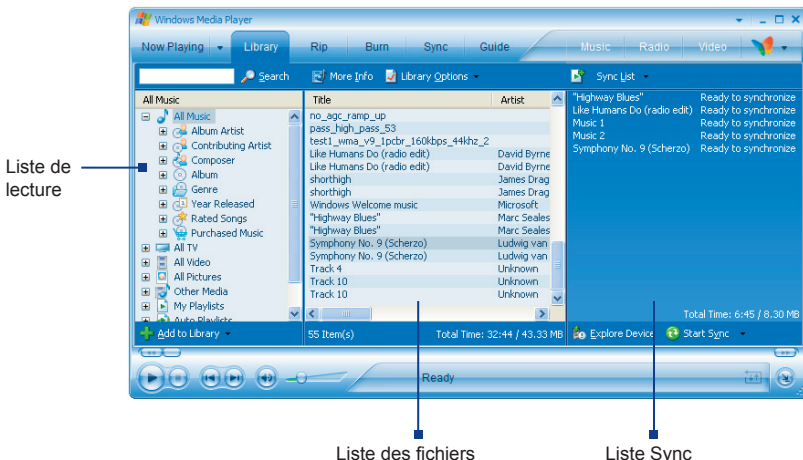 Windows Media Player
Now Playing Library Rip Burn Sync Guide Music Radio Video
Search More Info Library Options Sync List
All Music
All Music
Album Artist
Contributing Artist
Composer
Album
Genre
Year Released
Rated Songs
Purchased Music
All TV
All Video
All Pictures
Other Media
My Playlists
Auto Playlists
Add to Library
Title Artist
no_agc_ramp_up
pass_high_pass_53
test1_wma_v9_1pcbr_160kbps_44khz_2
Like Humans Do (radio edit) David Byrne
Like Humans Do (radio edit) David Byrne
shorthigh James Drag
shorthigh James Drag
Windows Welcome music Microsoft
"Highway Blues" Marc Seales
"Highway Blues" Marc Seales
Symphony No. 9 (Scherzo) Ludwig van
Symphony No. 9 (Scherzo) Ludwig van
Track 4 Unknown
Track 10 Unknown
Track 10 Unknown
55 Item(s) Total Time: 32:44 / 43.33 MB
"Highway Blues" Ready to synchronize
Like Humans Do (radio edit) Ready to synchronize
Music 1 Ready to synchronize
Music 2 Ready to synchronize
Symphony No. 9 (Scherzo) Ready to synchronize
Total Time: 6:45 / 8.30 MB
Explore Device Start Sync
Ready
Liste de
lecture
Liste des fichiers
Liste Sync